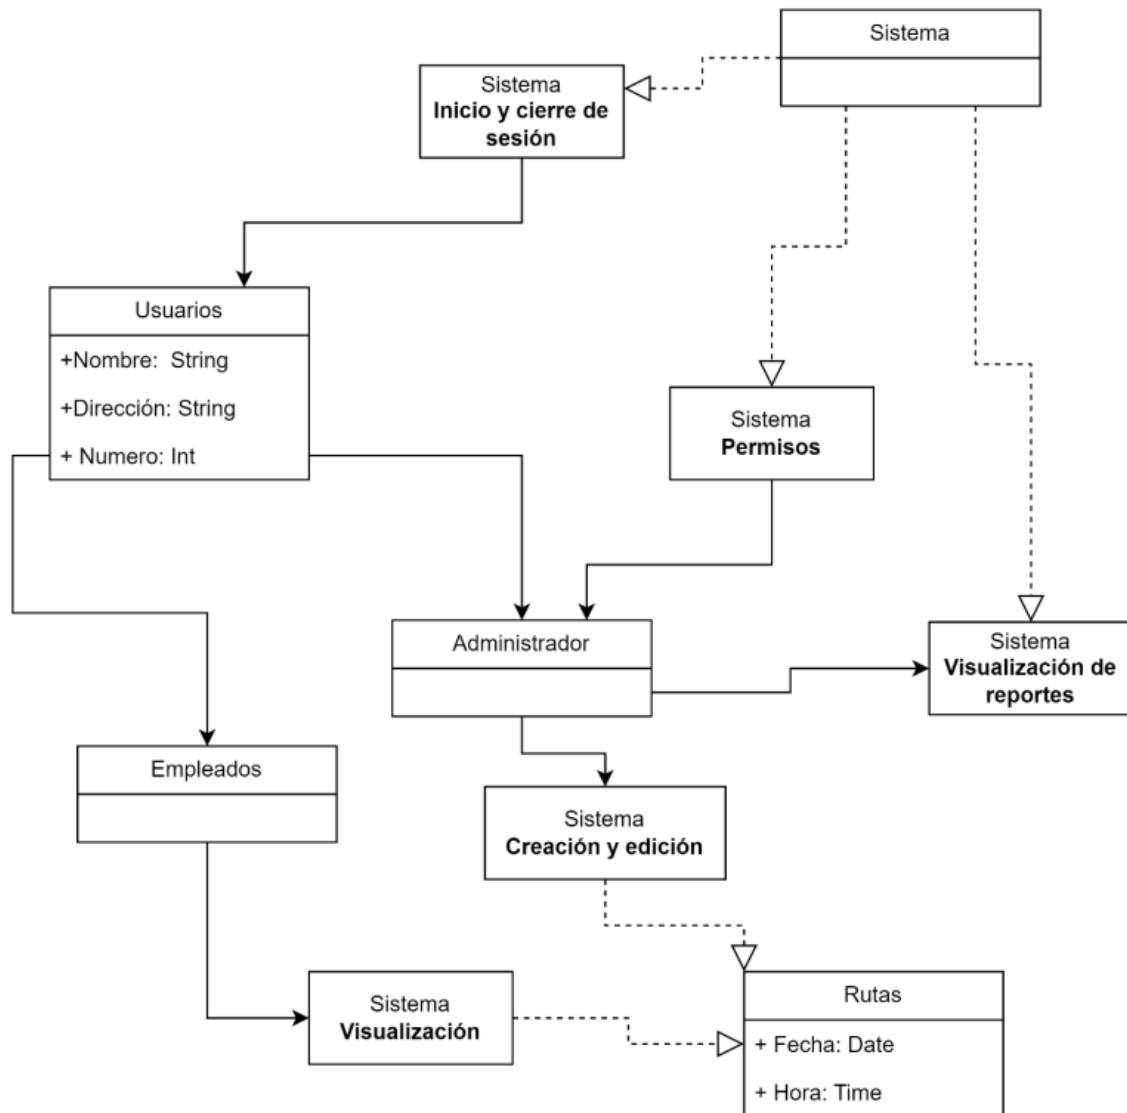 Sistema
Sistema
Inicio y cierre de
sesión
Usuarios
+Nombre:  String
+Dirección: String
+ Numero: Int
Sistema
Permisos
Administrador
Sistema
Visualización de
reportes
Empleados
Sistema
Creación y edición
Sistema
Visualización
Rutas
+ Fecha: Date
+ Hora: Time